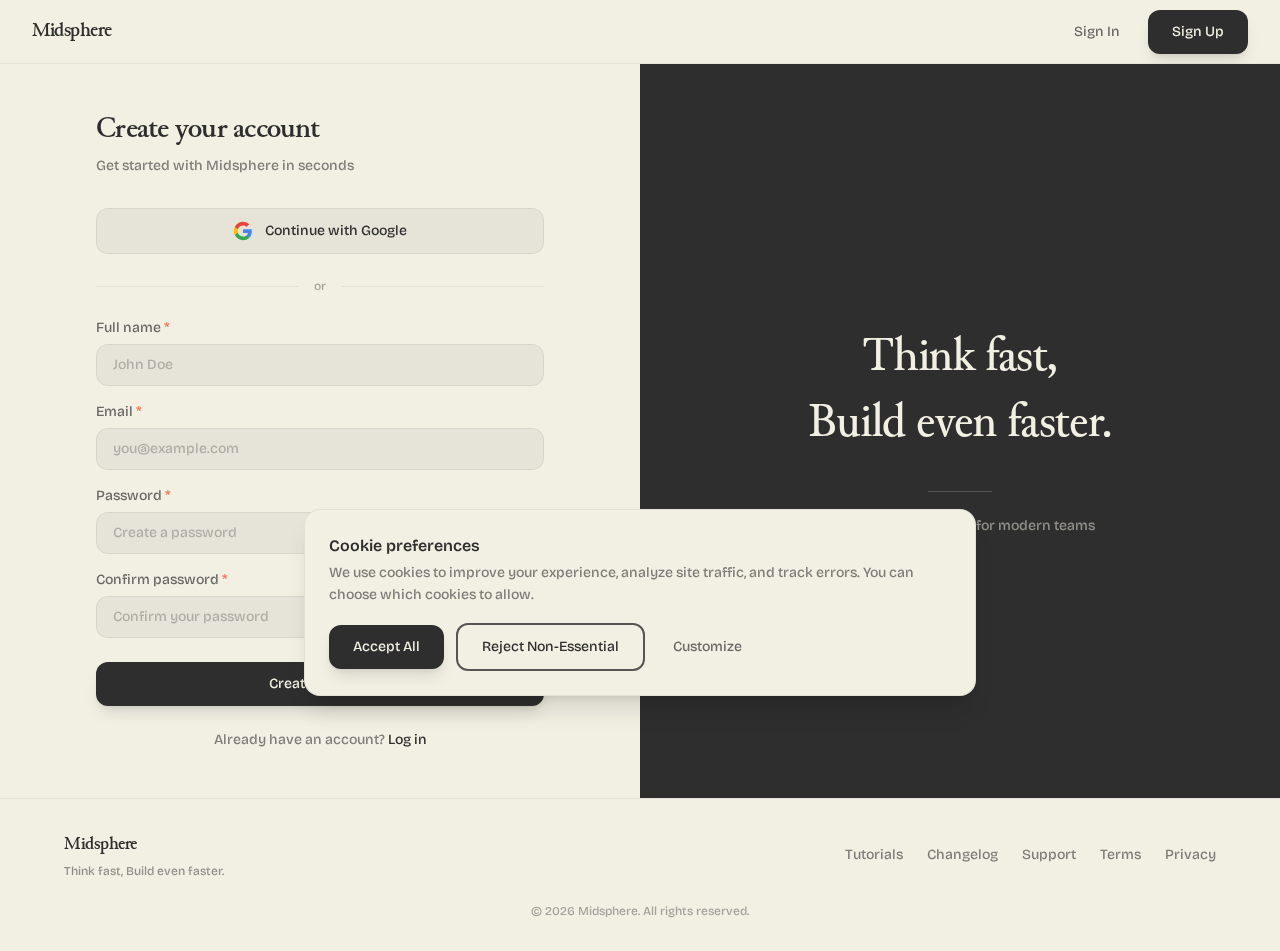 Midsphere
Sign In
Sign Up
Create your account
Get started with Midsphere in seconds
Continue with Google
or
Full name *
John Doe
Email *
you@example.com
Password *
Create a password
Confirm password *
Confirm your password
Already have an account? Log in
Think fast,
Build even faster.
for modern teams
Cookie preferences
We use cookies to improve your experience, analyze site traffic, and track errors. You can
choose which cookies to allow.
Accept All
Reject Non-Essential
Customize
Midsphere
Think fast, Build even faster.
Tutorials
Changelog
Support
Terms
Privacy
© 2026 Midsphere. All rights reserved.